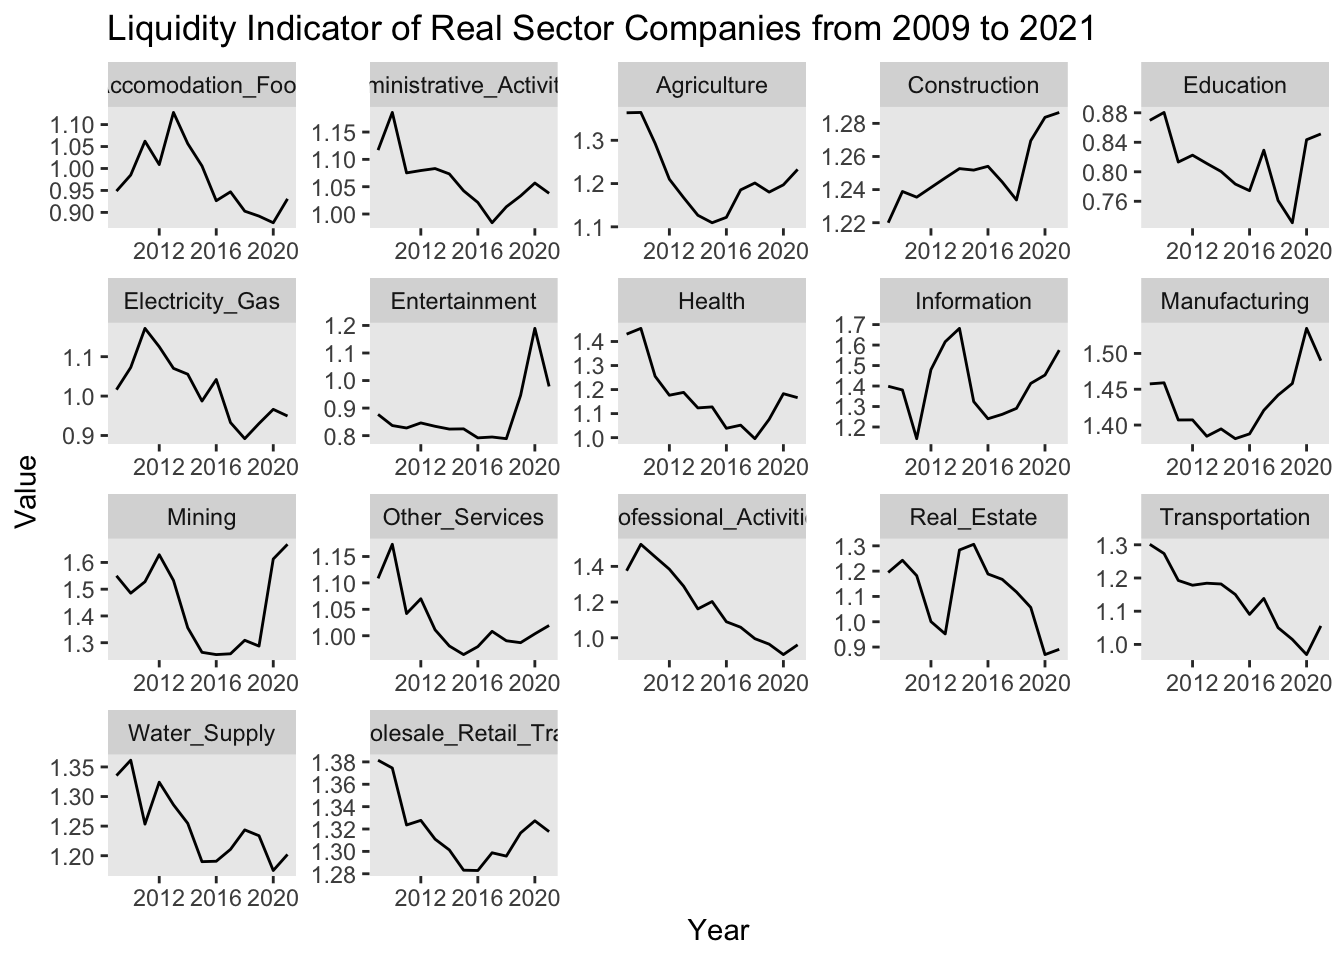 Liquidity Indicator of Real Sector Companies from 2009 to 2021
ccomodation_Foo
ministrative_Activit
Agriculture
Construction
Education
1.10
1.05
1.00
0.95
0.90
1.15
1.10
1.05
1.00
1.3
1.2
1.1
1.28
1.26
1.24
1.22
0.88
0.84
0.80
0.76
2012 2016 2020
2012 2016 2020
2012 2016 2020
2012 2016 2020
2012 2016 2020
Electricity_Gas
Entertainment
Health
Information
Manufacturing
1.1
1.0
0.9
1.2
1.1
1.0
0.9
0.8
1.4
1.3
1.2
1.1
1.0
1.7
1.6
1.5
1.4
1.3
1.2
1.50
1.45
1.40
2012 2016 2020
2012 2016 2020
2012 2016 2020
2012 2016 2020
2012 2016 2020
Value
Mining
Other_Services
ofessional_Activitie
Real_Estate
Transportation
1.6
1.5
1.4
1.3
1.15
1.10
1.05
1.00
1.4
1.2
1.0
1.3
1.2
1.1
1.0
0.9
1.3
1.2
1.1
1.0
2012 2016 2020
2012 2016 2020
2012 2016 2020
2012 2016 2020
2012 2016 2020
Water_Supply
olesale_Retail_Tra
1.35
1.30
1.25
1.20
1.38
1.36
1.34
1.32
1.30
1.28
2012 2016 2020
2012 2016 2020
Year